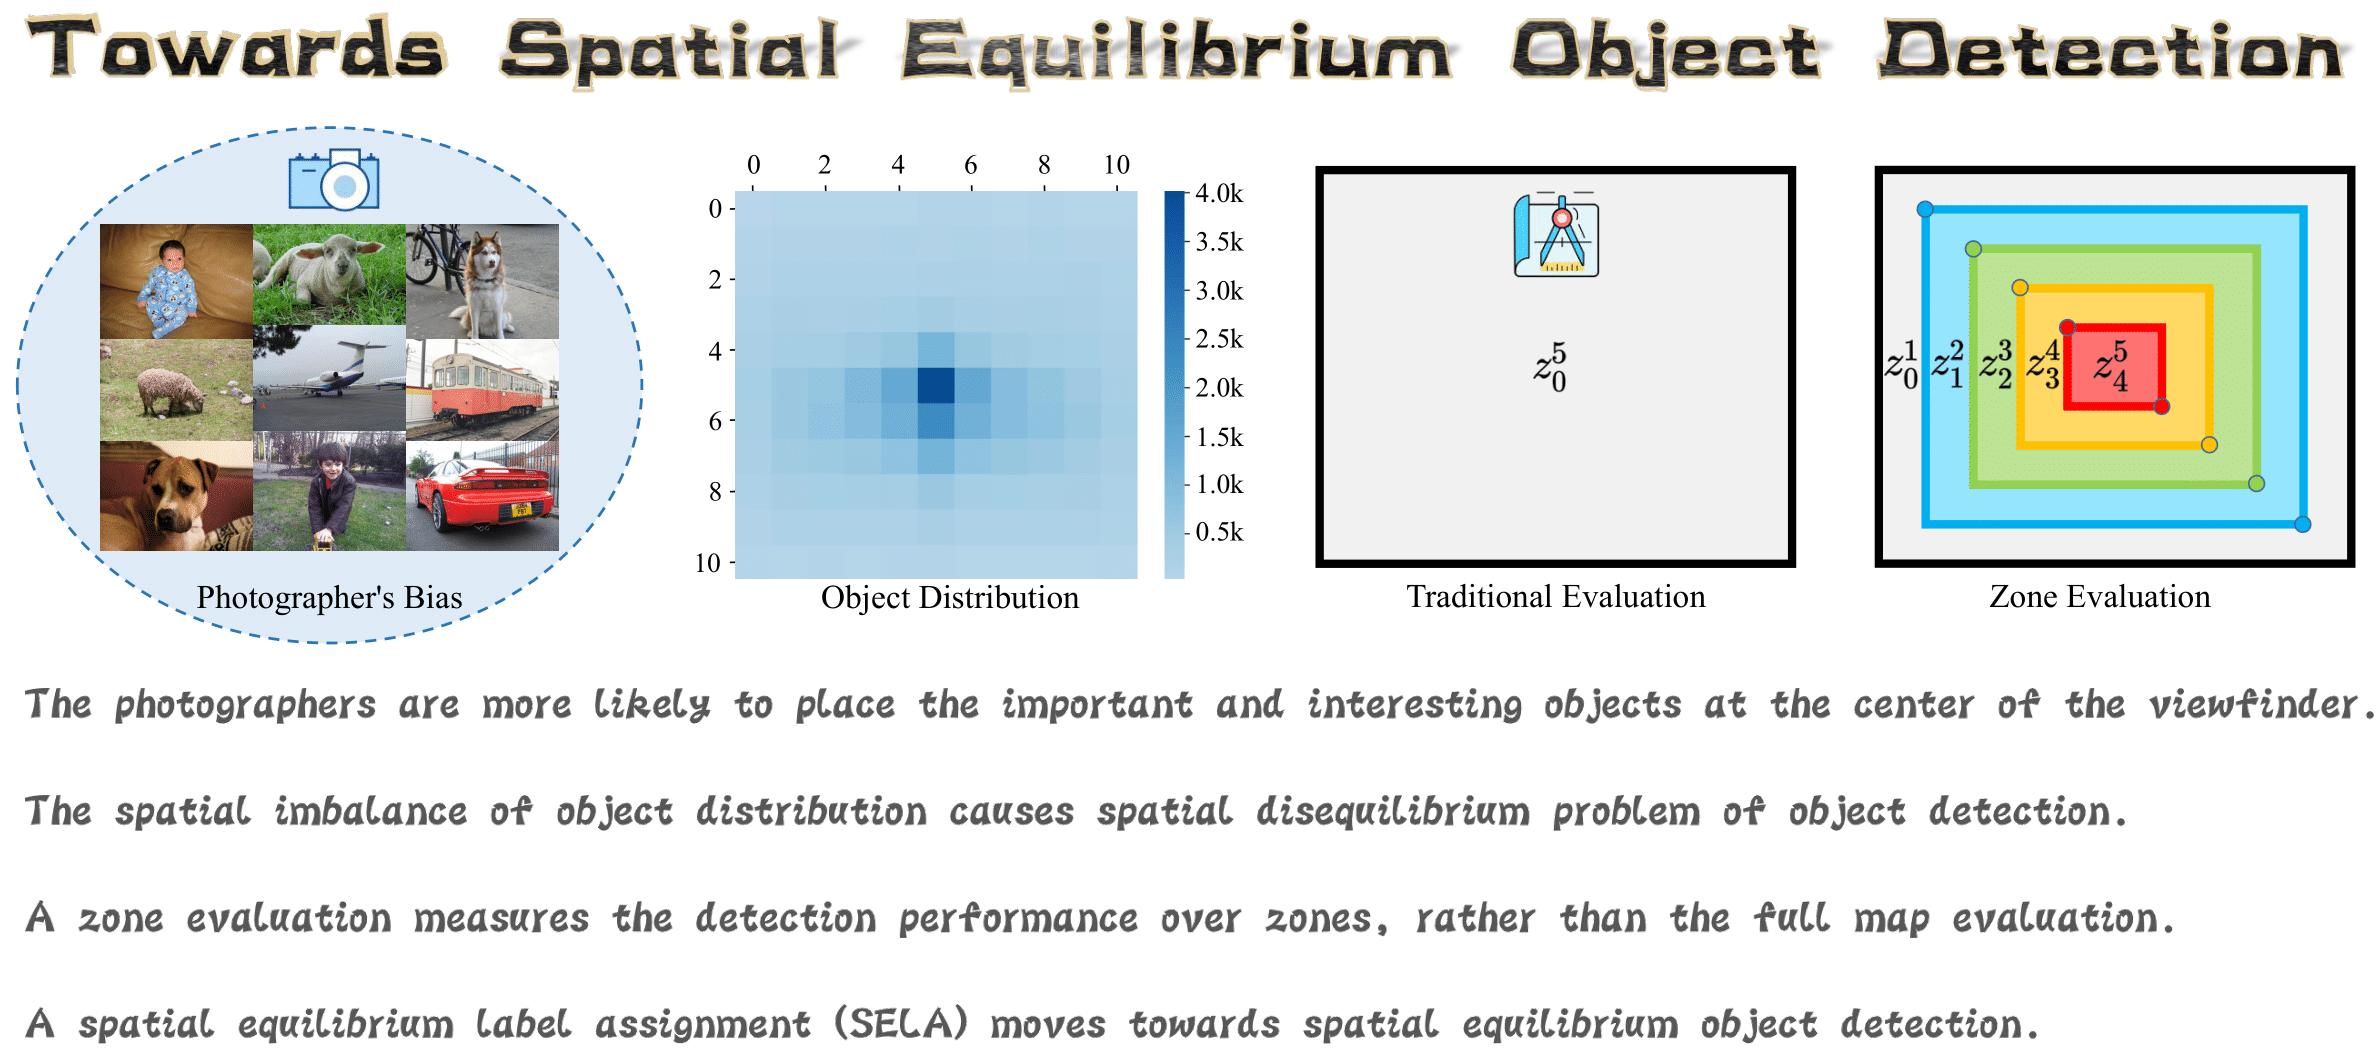 Towards Spatial Equilibrium Object Detection
Photographer's Bias
0 2 4 6 8 10
0
2
4
6
8
10
4.0k
3.5k
3.0k
2.5k
2.0k
1.5k
1.0k
0.5k
Object Distribution
z_0^5
Traditional Evaluation
z_0^1 z_1^2 z_2^3 z_3^4 z_4^5
Zone Evaluation
The photographers are more likely to place the important and interesting objects at the center of the viewfinder.
The spatial imbalance of object distribution causes spatial disequilibrium problem of object detection.
A zone evaluation measures the detection performance over zones, rather than the full map evaluation.
A spatial equilibrium label assignment (SELA) moves towards spatial equilibrium object detection.